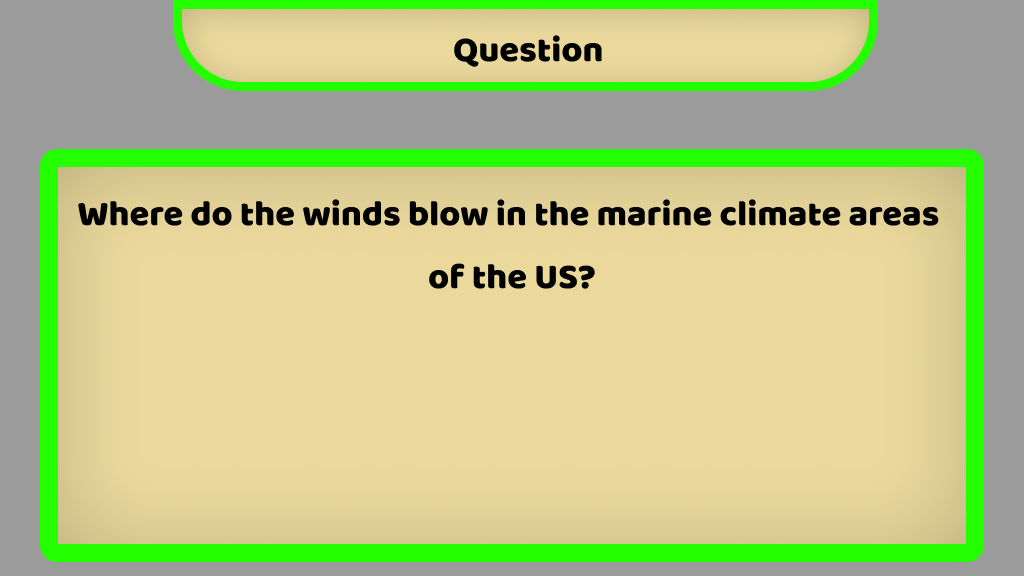 Question
Where do the winds blow in the marine climate areas
of the US?